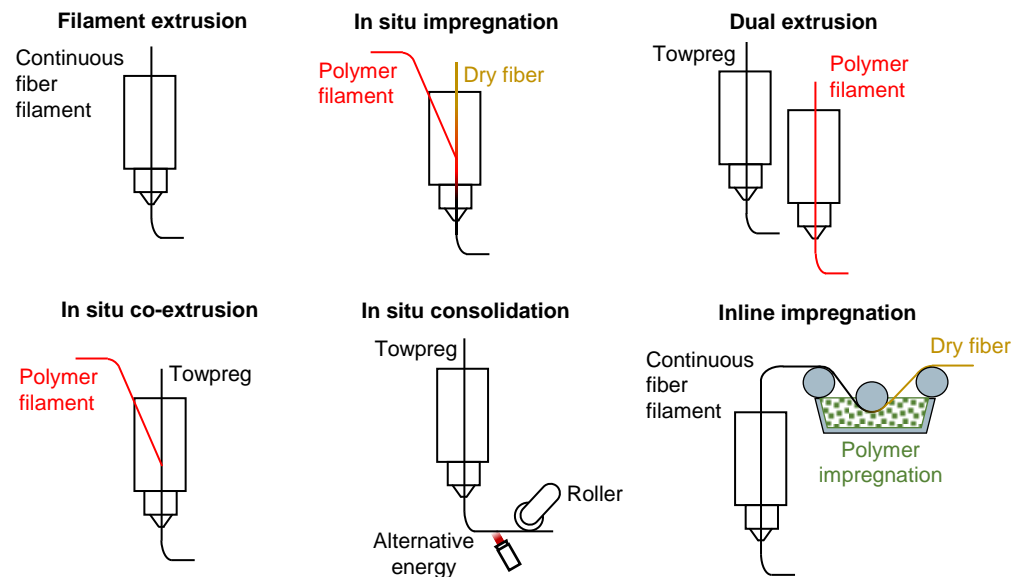 Filament extrusion
Continuous
fiber
filament
In situ impregnation
Polymer
filament
Dry fiber
Dual extrusion
Towpreg
Polymer
filament
In situ co-extrusion
Polymer
filament
Towpreg
In situ consolidation
Towpreg
Roller
Alternative
energy
Inline impregnation
Continuous
fiber
filament
Dry fiber
Polymer
impregnation